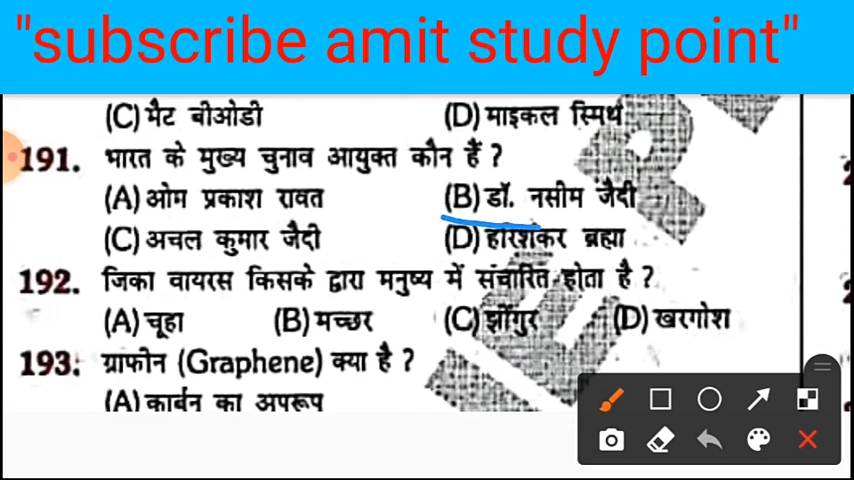 "subscribe amit study point"
(C) मैट बीओडी (D) माइकल स्मिथ
191. भारत के मुख्य चुनाव आयुक्त कौन हैं ?
(A) ओम प्रकाश रावत (B) डॉ. नसीम जैदी
(C) अचल कुमार जैदी (D) हरिशंकर ब्रह्मा
192. जिका वायरस किसके द्वारा मनुष्य में संचारित होता है ?
(A) चूहा (B) मच्छर (C) झींगुर (D) खरगोश
193. ग्राफीन (Graphene) क्या है ?
(A) कार्बन का अपरूप